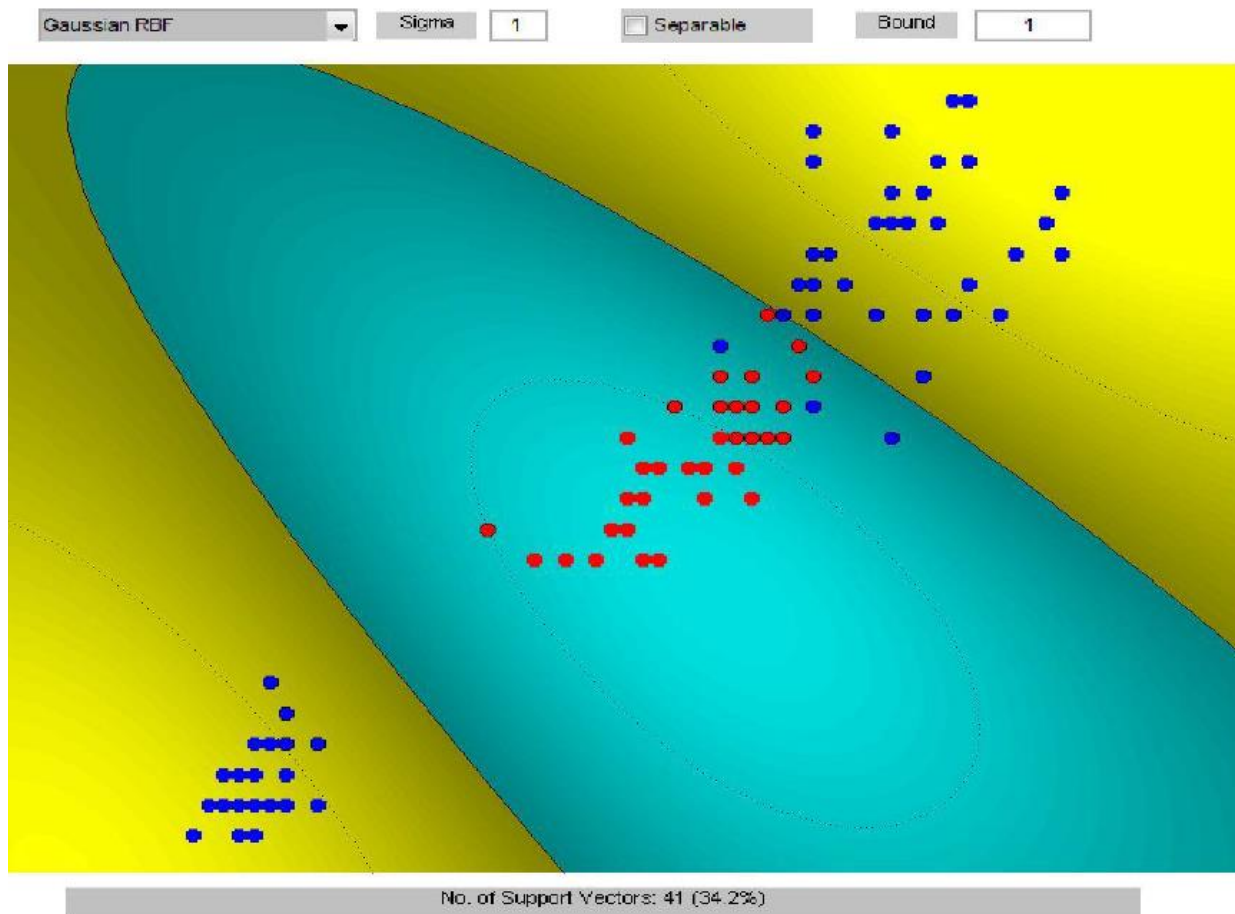 Gaussian RBF Sigma 1 Separable Bound 1
No. of Support Vectors: 41 (34.2%)